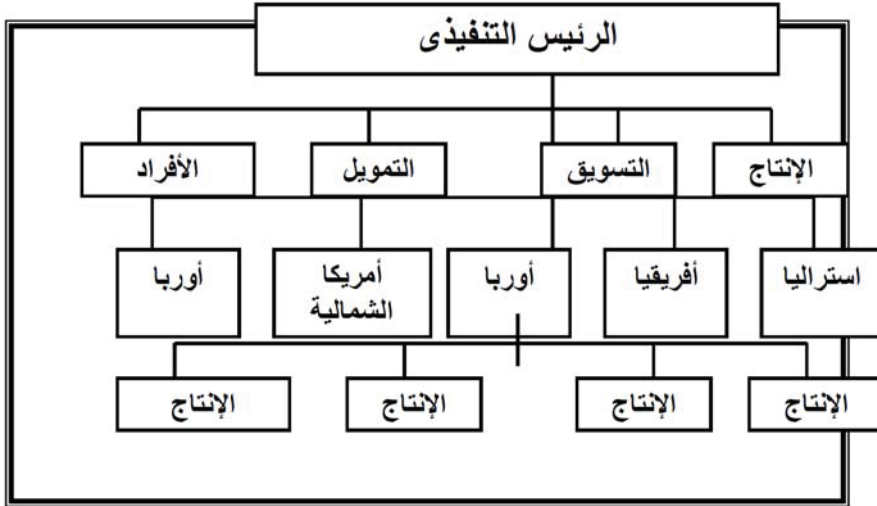 الرئيس التنفيذى
الإنتاج
التسويق
التمويل
الأفراد
استراليا
أفريقيا
أوربا
أمريكا
الشمالية
أوربا
الإنتاج
الإنتاج
الإنتاج
الإنتاج